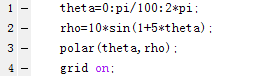 1 - theta=0:pi/100:2*pi;
2 - rho=10*sin(1+5*theta);
3 - polar(theta,rho);
4 - grid on;